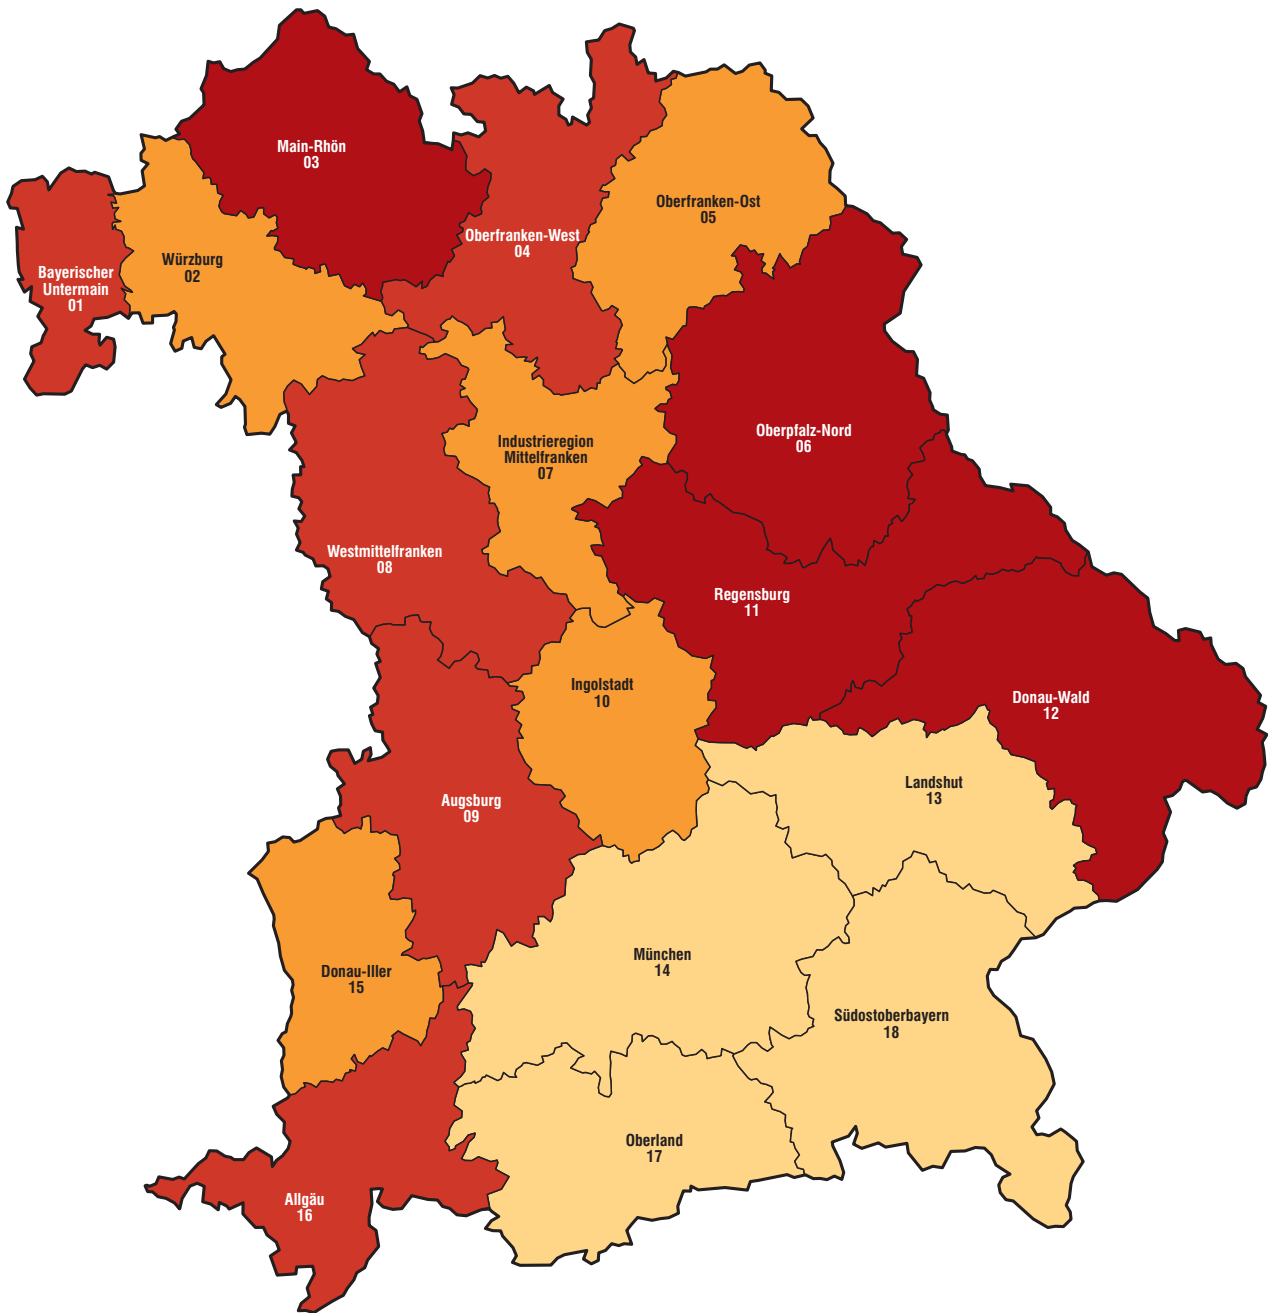 Main-Rhön
03
Oberfranken-Ost
05
Oberfranken-West
04
Würzburg
02
Bayerischer
Untermain
01
Oberpfalz-Nord
06
Industrieregion
Mittelfranken
07
Westmittelfranken
08
Regensburg
11
Ingolstadt
10
Donau-Wald
12
Landshut
13
Augsburg
09
München
14
Donau-Iller
15
Südostoberbayern
18
Oberland
17
Allgäu
16